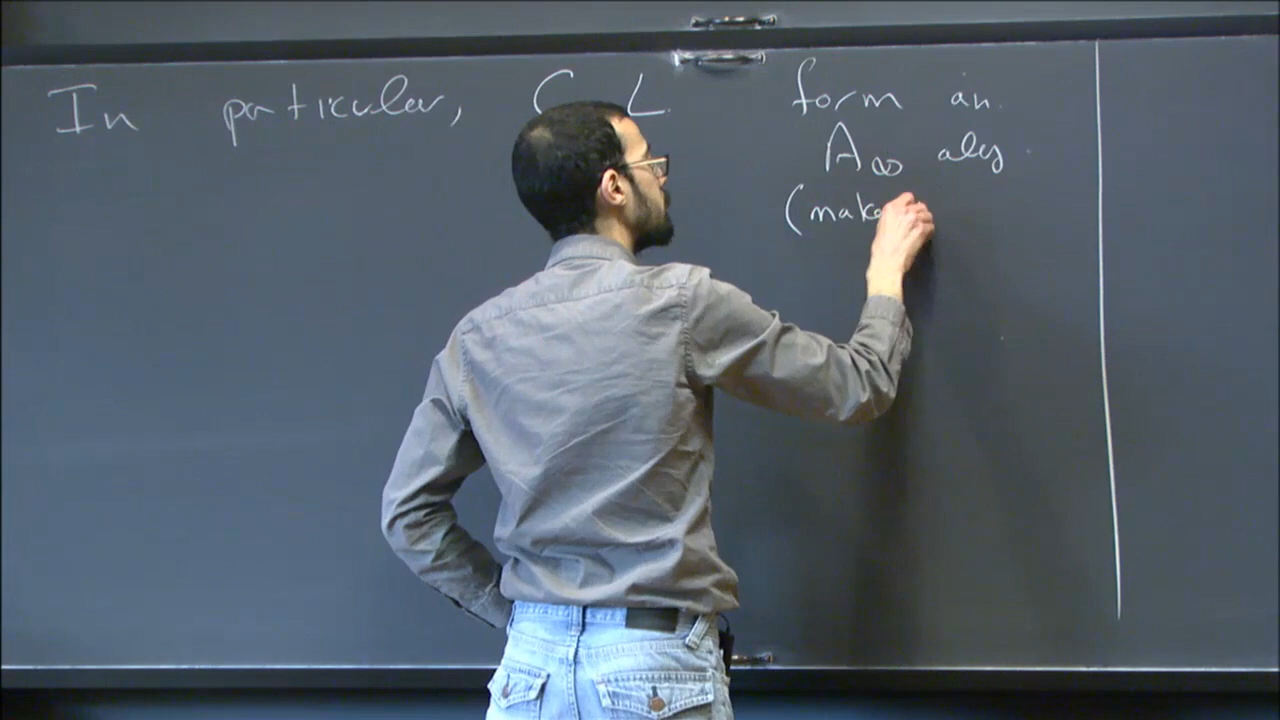 In particular, C L form an
A∞ alg.
(make